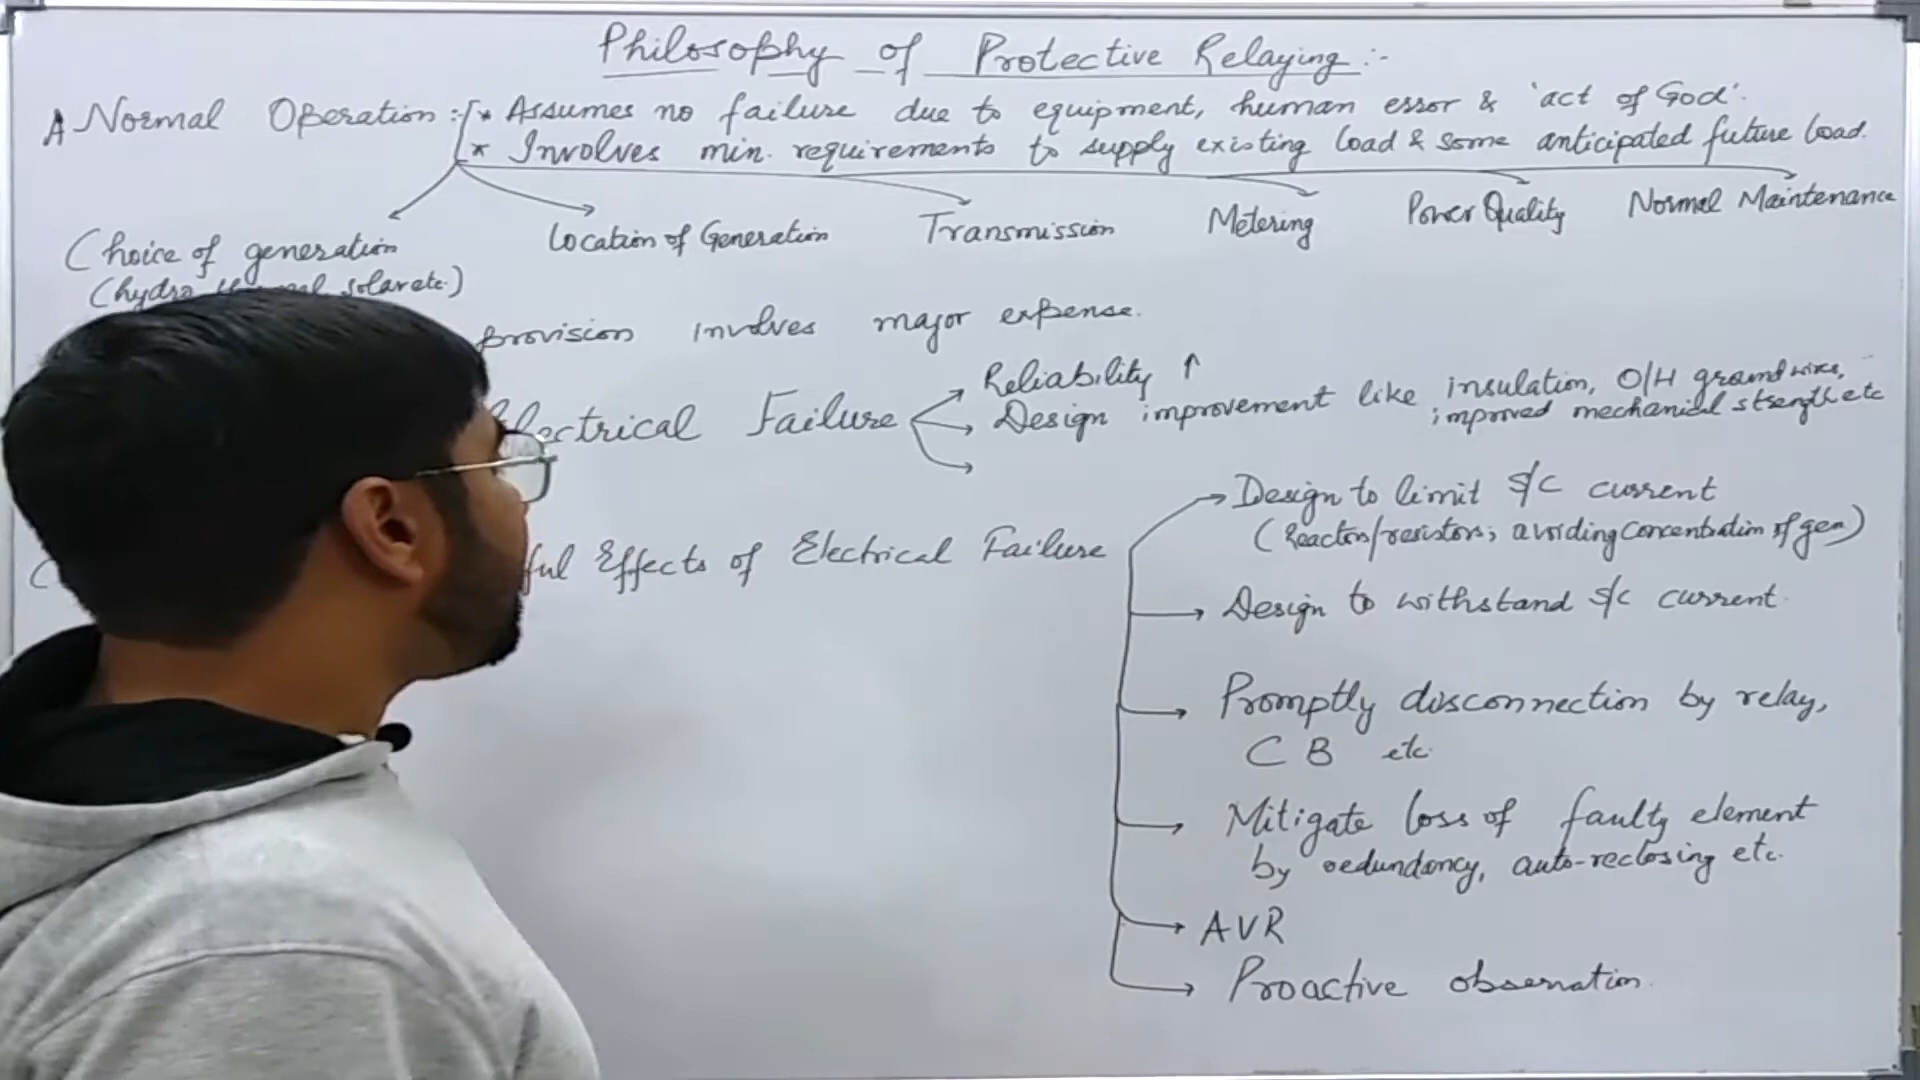 Philosophy of Protective Relaying :-
A Normal Operation :- * Assumes no failure due to equipment, human error & 'act of God'.
* Involves min. requirements to supply existing load & some anticipated future load.
Choice of generation
(hydro solar etc.)
Location of Generation
Transmission
Metering
Power Quality
Normal Maintenance
provision involves major expense.
Electrical Failure
Reliability ↑
Design improvement like insulation, O/H ground wire,
improved mechanical strength etc
ful Effects of Electrical Failure
Design to limit S/C current
(Reactors/resistors; avoiding concentration of gen)
Design to withstand S/C current.
Promptly disconnection by relay,
C B etc.
Mitigate loss of faulty element
by redundancy, auto-reclosing etc.
AVR
Proactive observation.